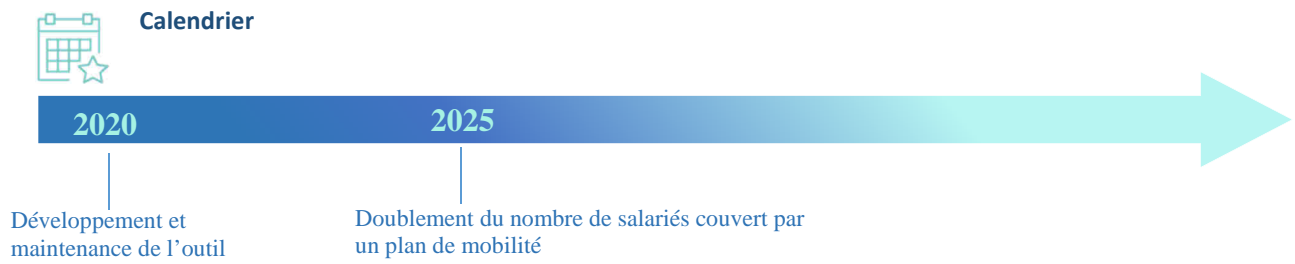 Calendrier
2020
2025
Développement et
maintenance de l’outil
Doublement du nombre de salariés couvert par
un plan de mobilité